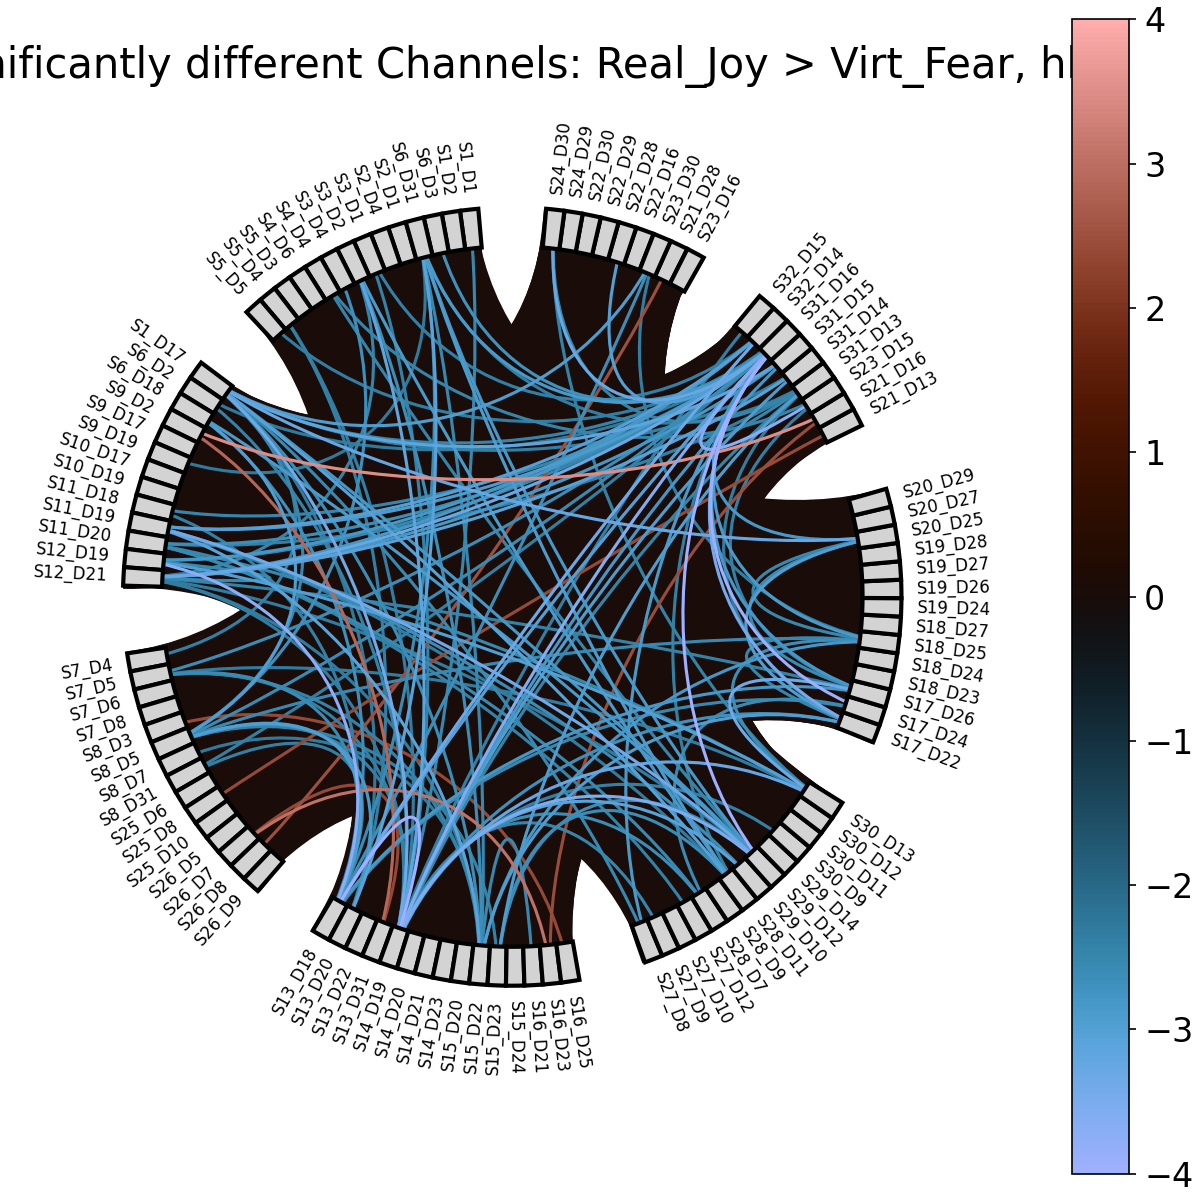 nificantly different Channels: Real_Joy > Virt_Fear, hb
4
3
2
1
0
−1
−2
−3
−4
S24_D30
S24_D29
S22_D30
S22_D29
S22_D28
S22_D16
S23_D30
S21_D28
S23_D16
S32_D15
S32_D14
S31_D16
S31_D15
S31_D14
S31_D13
S23_D15
S21_D16
S21_D13
S20_D29
S20_D27
S20_D25
S19_D28
S19_D27
S19_D26
S19_D24
S18_D27
S18_D25
S18_D24
S18_D23
S17_D26
S17_D24
S17_D22
S30_D13
S30_D12
S30_D11
S30_D9
S29_D14
S29_D12
S29_D10
S28_D11
S28_D9
S28_D7
S27_D12
S27_D10
S27_D9
S27_D8
S16_D25
S16_D23
S16_D21
S15_D24
S15_D23
S15_D22
S15_D20
S14_D23
S14_D21
S14_D20
S14_D19
S13_D31
S13_D22
S13_D20
S13_D18
S26_D9
S26_D8
S26_D7
S26_D5
S25_D10
S25_D8
S25_D6
S8_D31
S8_D7
S8_D5
S8_D3
S7_D8
S7_D6
S7_D5
S7_D4
S12_D21
S12_D19
S11_D20
S11_D19
S11_D18
S10_D19
S10_D17
S9_D19
S9_D17
S9_D2
S6_D18
S6_D2
S1_D17
S5_D5
S5_D4
S5_D3
S4_D6
S4_D4
S3_D4
S3_D2
S3_D1
S2_D4
S2_D1
S6_D31
S6_D3
S1_D2
S1_D1